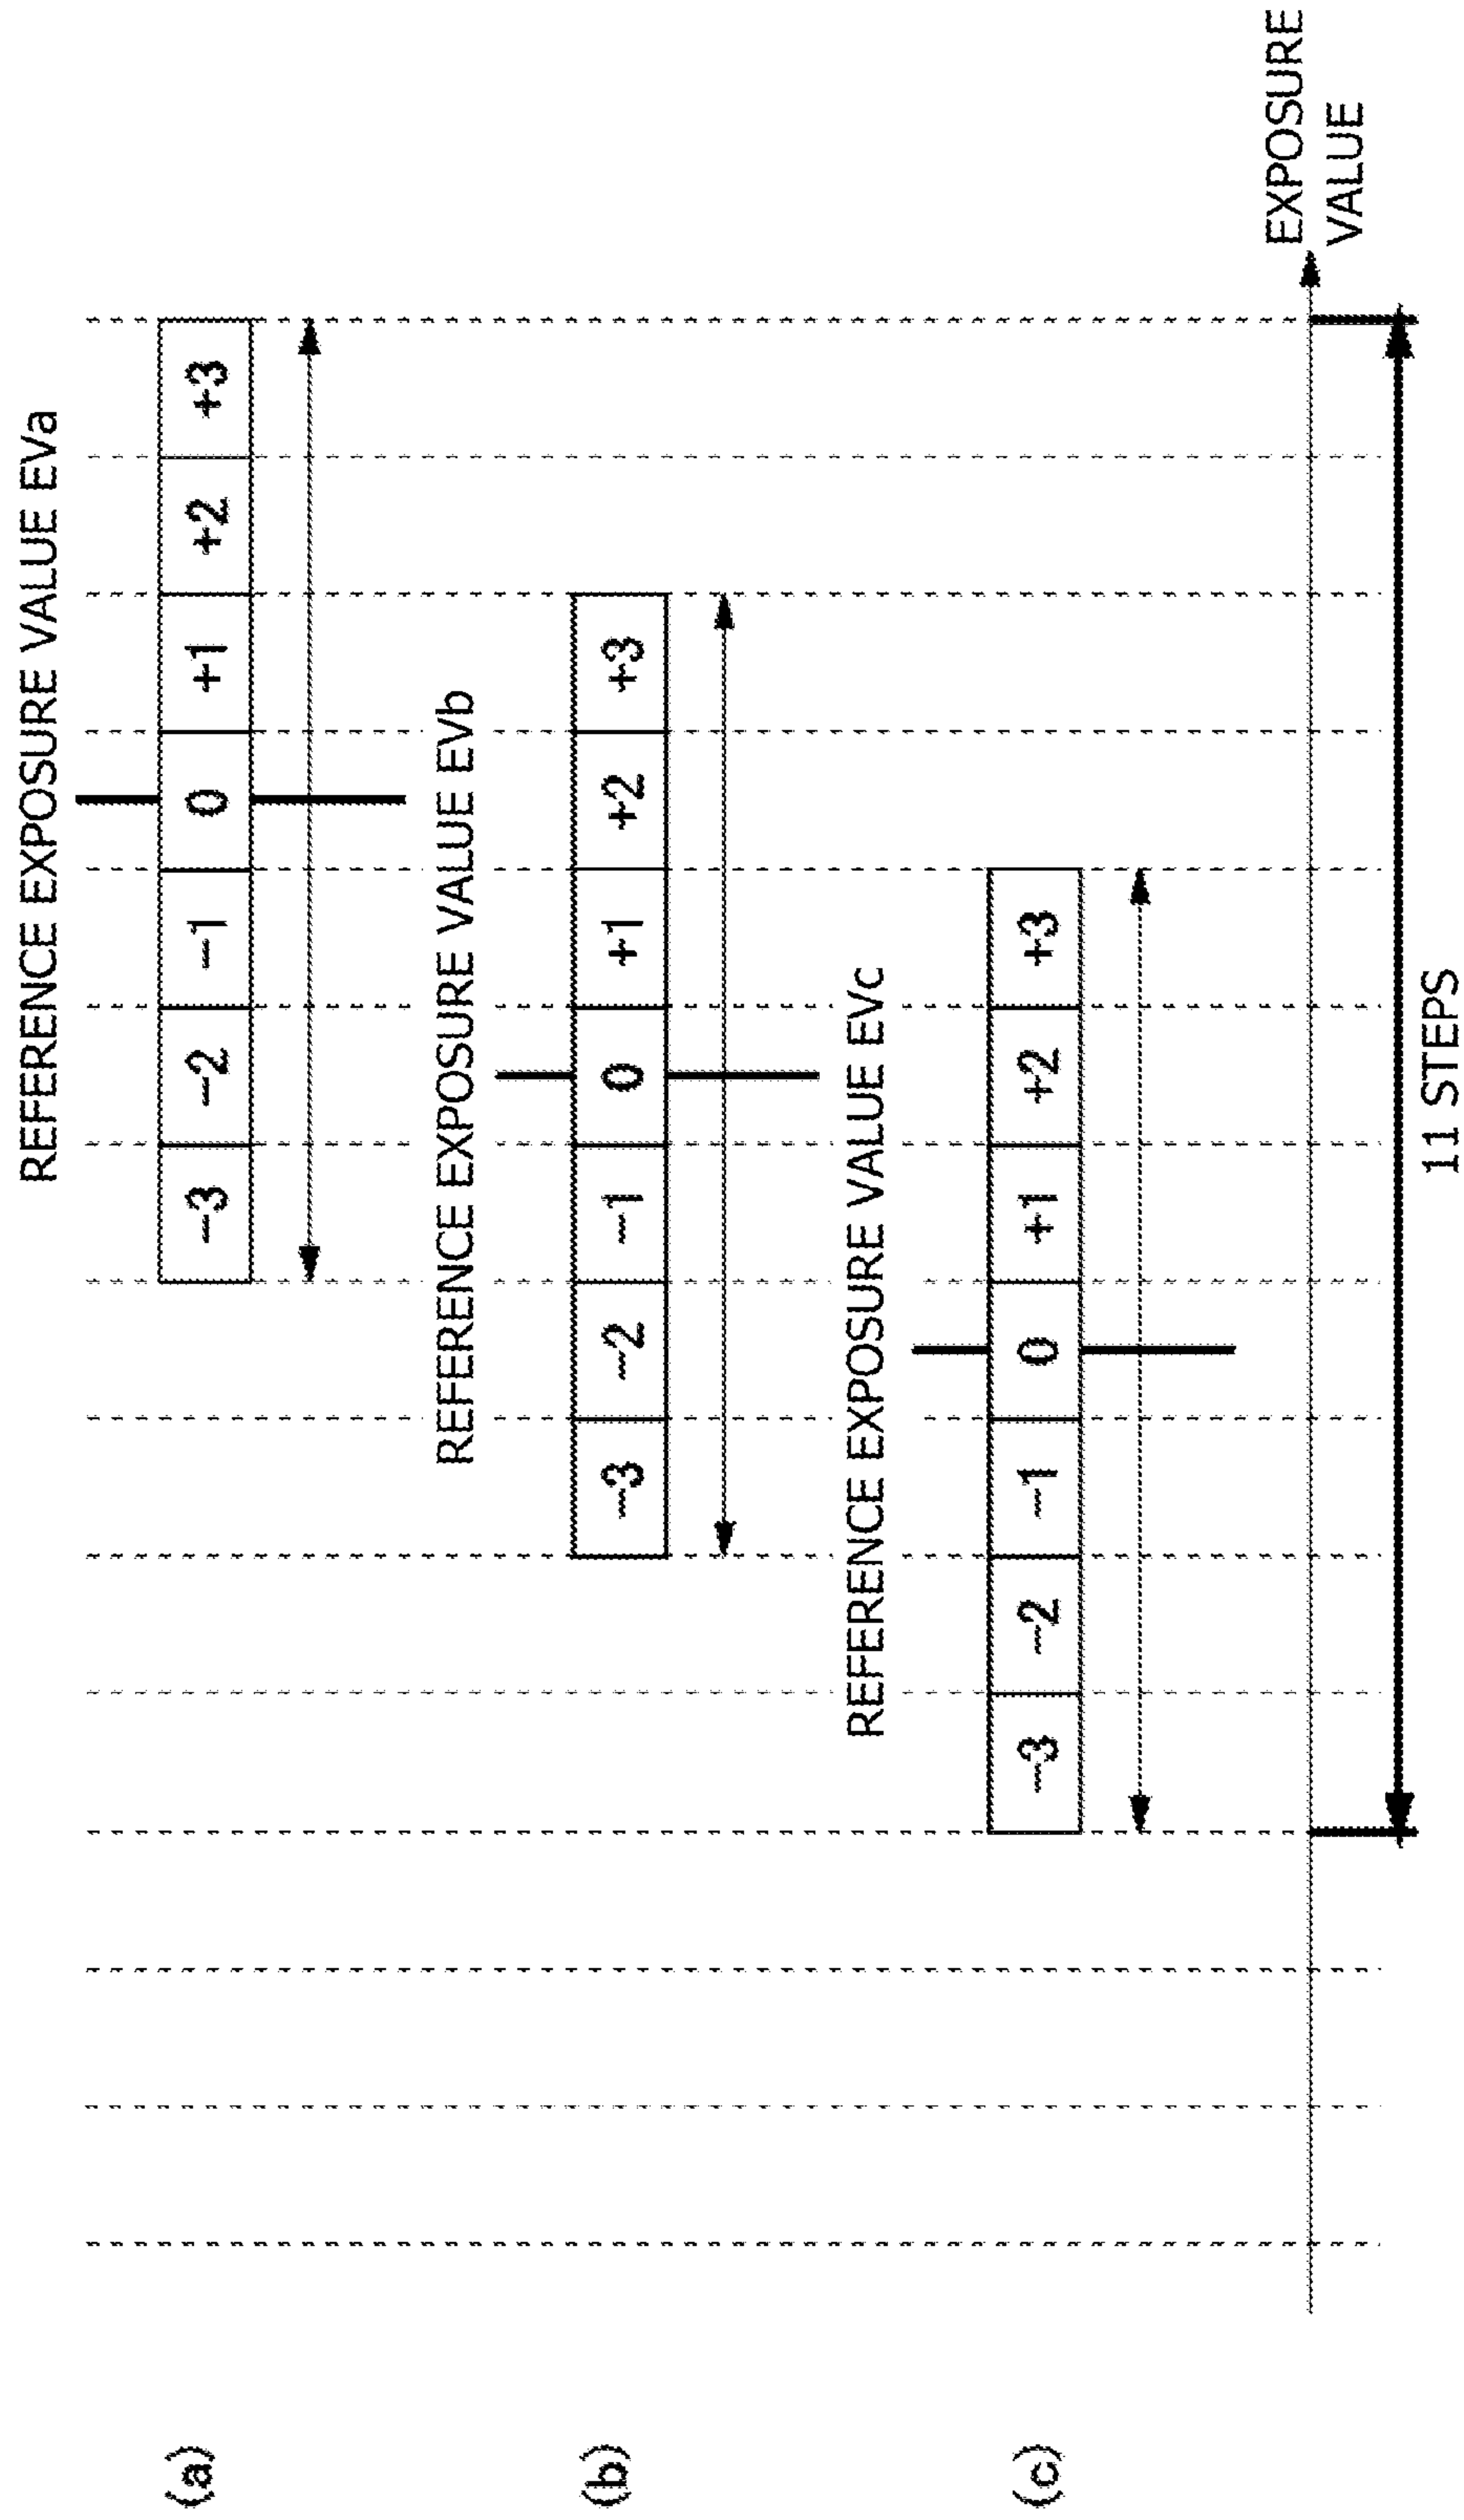 REFERENCE EXPOSURE VALUE EVa
(a) -3 -2 -1 0 +1 +2 +3
REFERENCE EXPOSURE VALUE EVb
(b) -3 -2 -1 0 +1 +2 +3
REFERENCE EXPOSURE VALUE EVc
(c) -3 -2 -1 0 +1 +2 +3
EXPOSURE
VALUE
11 STEPS